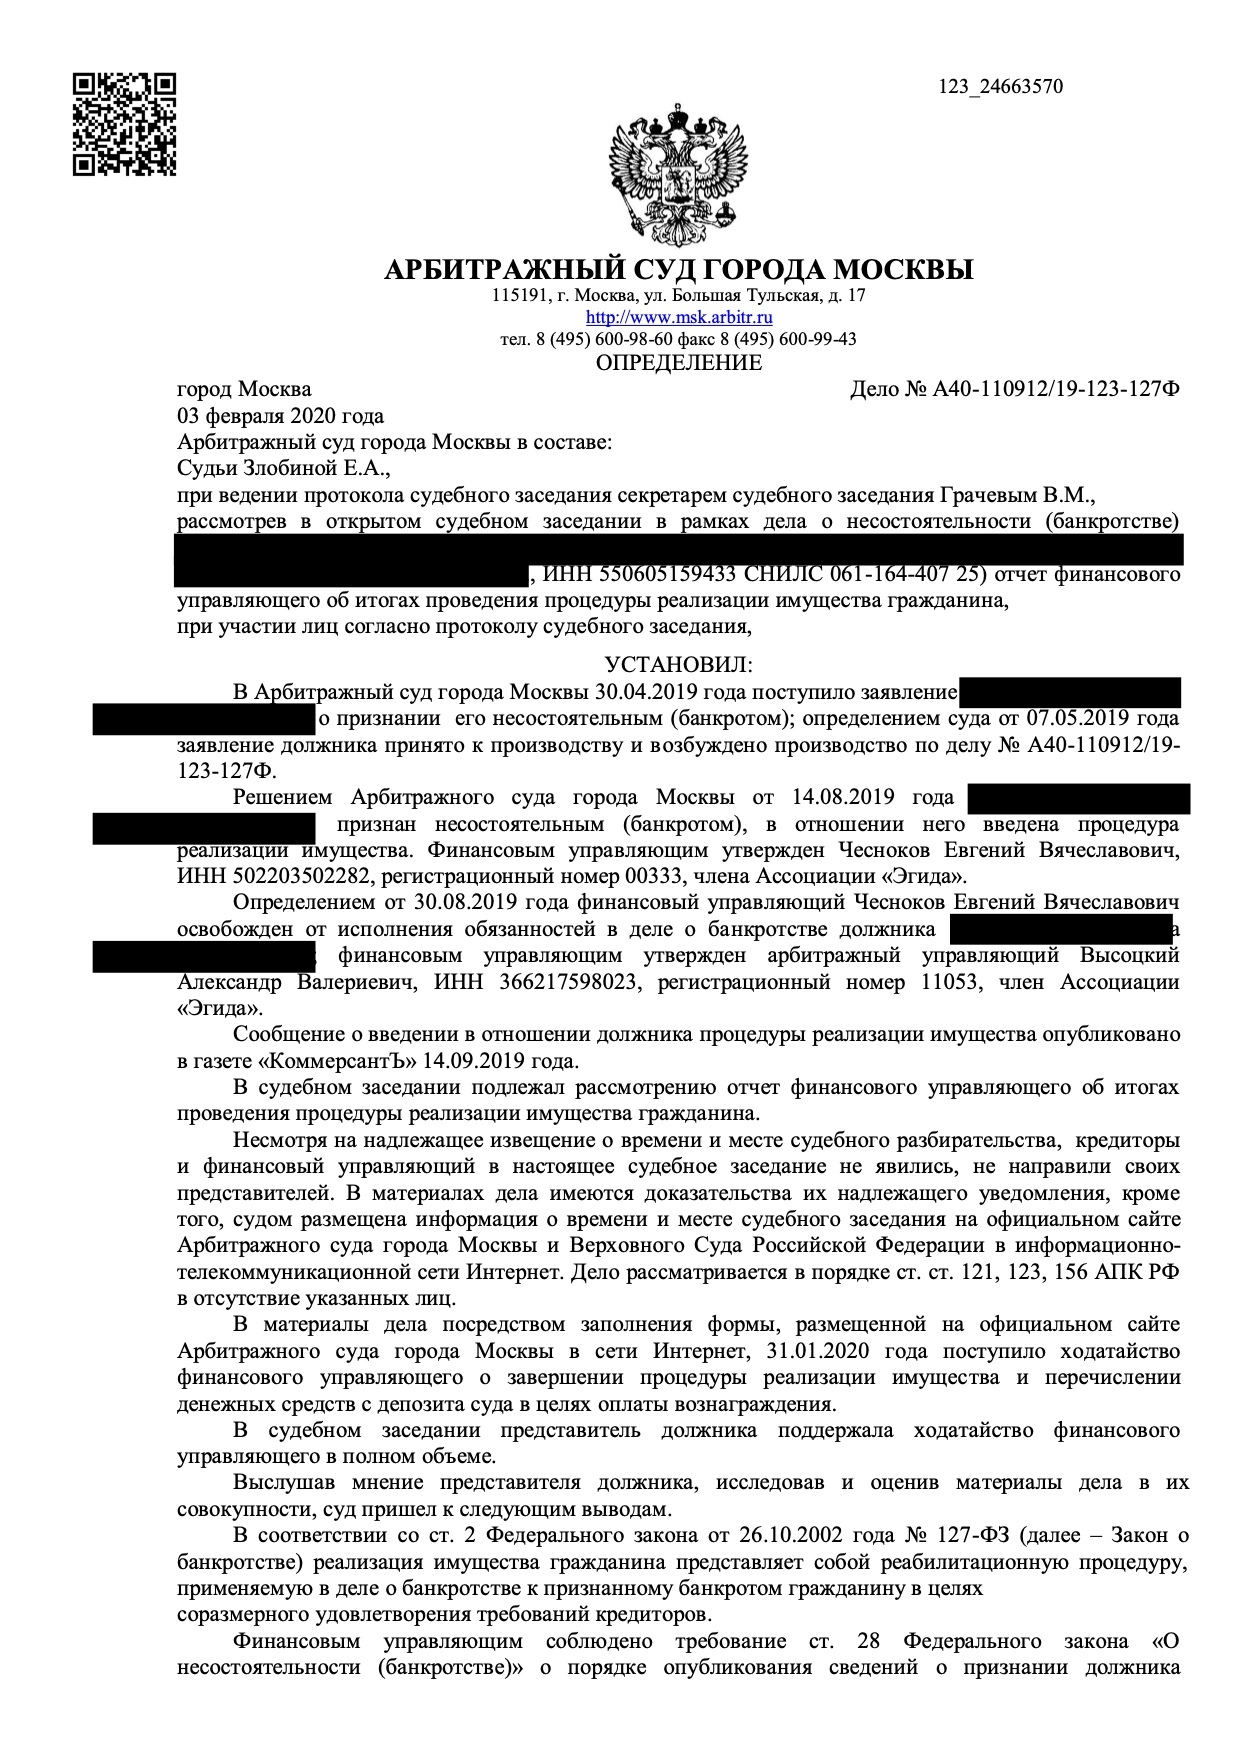 123_24663570
АРБИТРАЖНЫЙ СУД ГОРОДА МОСКВЫ
115191, г. Москва, ул. Большая Тульская, д. 17
http://www.msk.arbitr.ru
тел. 8 (495) 600-98-60 факс 8 (495) 600-99-43
ОПРЕДЕЛЕНИЕ
город Москва Дело № А40-110912/19-123-127Ф
03 февраля 2020 года
Арбитражный суд города Москвы в составе:
Судьи Злобиной Е.А.,
при ведении протокола судебного заседания секретарем судебного заседания Грачевым В.М.,
рассмотрев в открытом судебном заседании в рамках дела о несостоятельности (банкротстве)
, ИНН 550605159433 СНИЛС 061-164-407 25) отчет финансового
управляющего об итогах проведения процедуры реализации имущества гражданина,
при участии лиц согласно протоколу судебного заседания,
УСТАНОВИЛ:
В Арбитражный суд города Москвы 30.04.2019 года поступило заявление
о признании его несостоятельным (банкротом); определением суда от 07.05.2019 года
заявление должника принято к производству и возбуждено производство по делу № А40-110912/19-
123-127Ф.
Решением Арбитражного суда города Москвы от 14.08.2019 года
признан несостоятельным (банкротом), в отношении него введена процедура
реализации имущества. Финансовым управляющим утвержден Чесноков Евгений Вячеславович,
ИНН 502203502282, регистрационный номер 00333, члена Ассоциации «Эгида».
Определением от 30.08.2019 года финансовый управляющий Чесноков Евгений Вячеславович
освобожден от исполнения обязанностей в деле о банкротстве должника а
финансовым управляющим утвержден арбитражный управляющий Высоцкий
Александр Валериевич, ИНН 366217598023, регистрационный номер 11053, член Ассоциации
«Эгида».
Сообщение о введении в отношении должника процедуры реализации имущества опубликовано
в газете «КоммерсантЪ» 14.09.2019 года.
В судебном заседании подлежал рассмотрению отчет финансового управляющего об итогах
проведения процедуры реализации имущества гражданина.
Несмотря на надлежащее извещение о времени и месте судебного разбирательства, кредиторы
и финансовый управляющий в настоящее судебное заседание не явились, не направили своих
представителей. В материалах дела имеются доказательства их надлежащего уведомления, кроме
того, судом размещена информация о времени и месте судебного заседания на официальном сайте
Арбитражного суда города Москвы и Верховного Суда Российской Федерации в информационно-
телекоммуникационной сети Интернет. Дело рассматривается в порядке ст. ст. 121, 123, 156 АПК РФ
в отсутствие указанных лиц.
В материалы дела посредством заполнения формы, размещенной на официальном сайте
Арбитражного суда города Москвы в сети Интернет, 31.01.2020 года поступило ходатайство
финансового управляющего о завершении процедуры реализации имущества и перечислении
денежных средств с депозита суда в целях оплаты вознаграждения.
В судебном заседании представитель должника поддержала ходатайство финансового
управляющего в полном объеме.
Выслушав мнение представителя должника, исследовав и оценив материалы дела в их
совокупности, суд пришел к следующим выводам.
В соответствии со ст. 2 Федерального закона от 26.10.2002 года № 127-ФЗ (далее – Закон о
банкротстве) реализация имущества гражданина представляет собой реабилитационную процедуру,
применяемую в деле о банкротстве к признанному банкротом гражданину в целях
соразмерного удовлетворения требований кредиторов.
Финансовым управляющим соблюдено требование ст. 28 Федерального закона «О
несостоятельности (банкротстве)» о порядке опубликования сведений о признании должника